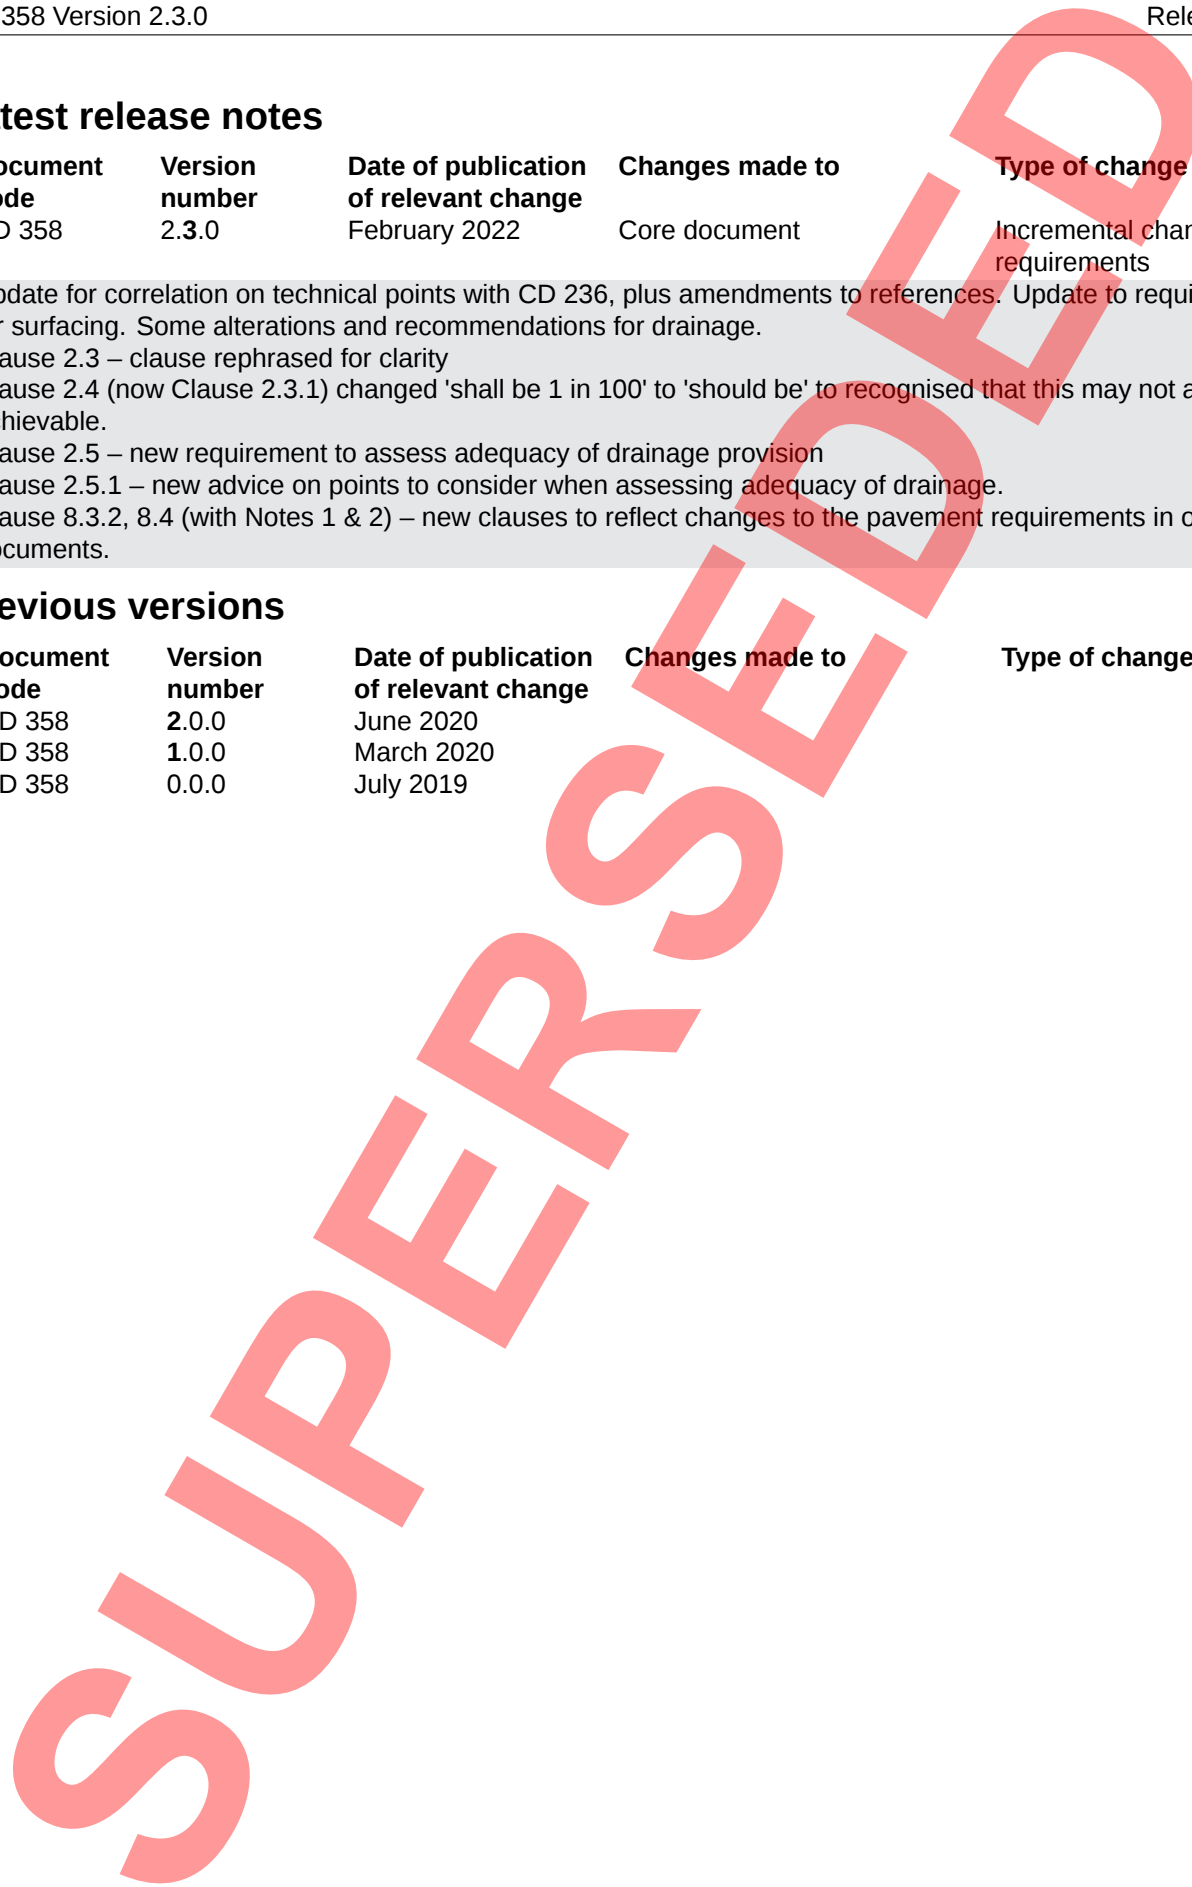 358 Version 2.3.0 Rele
test release notes
ocument Version Date of publication Changes made to Type of change
ode number of relevant change
D 358 2.3.0 February 2022 Core document Incremental chan
requirements
pdate for correlation on technical points with CD 236, plus amendments to references. Update to requi
r surfacing. Some alterations and recommendations for drainage.
ause 2.3 – clause rephrased for clarity
ause 2.4 (now Clause 2.3.1) changed 'shall be 1 in 100' to 'should be' to recognised that this may not a
chievable.
ause 2.5 – new requirement to assess adequacy of drainage provision
ause 2.5.1 – new advice on points to consider when assessing adequacy of drainage.
ause 8.3.2, 8.4 (with Notes 1 & 2) – new clauses to reflect changes to the pavement requirements in o
ocuments.
evious versions
ocument Version Date of publication Changes made to Type of change
ode number of relevant change
D 358 2.0.0 June 2020
D 358 1.0.0 March 2020
D 358 0.0.0 July 2019
SUPERSEDED